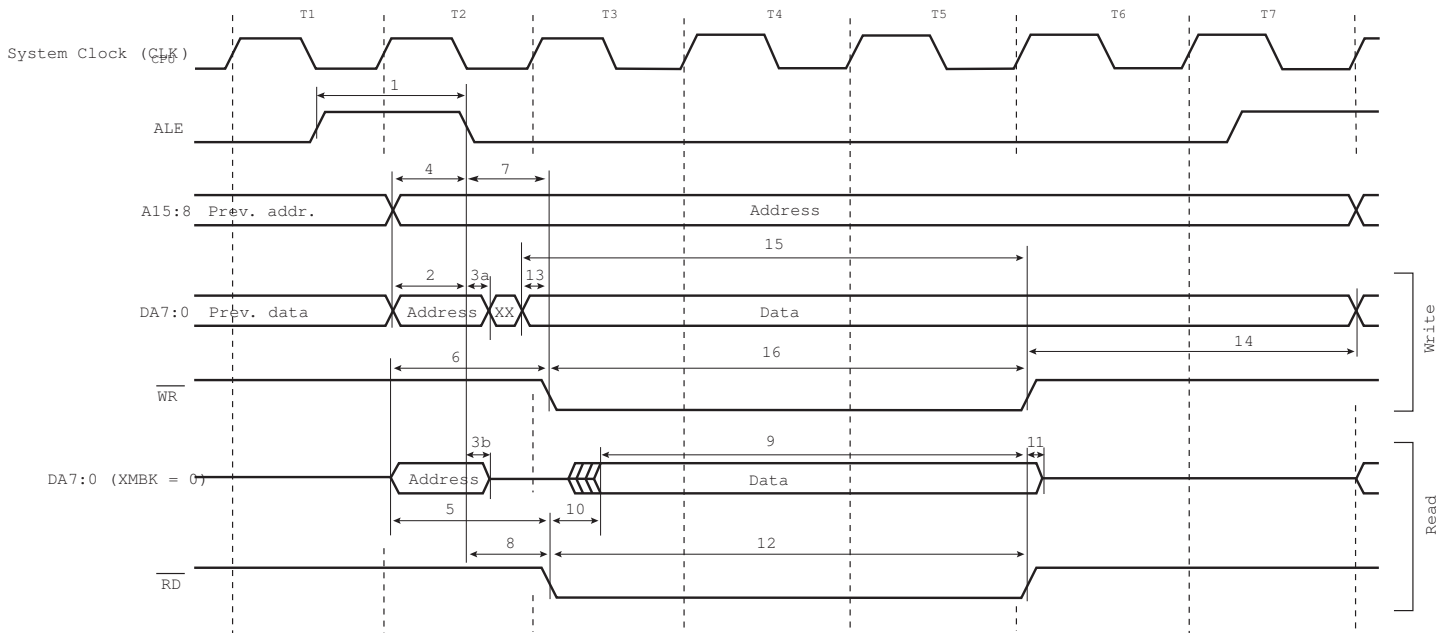 T1 T2 T3 T4 T5 T6 T7
System Clock (CLK)
CPU
1
ALE
4 7
A15:8 Prev. addr. Address
15
2 3a 13
DA7:0 Prev. data Address XX Data
Write
14
6 16
WR
3b 9 11
DA7:0 (XMBK = 0) Address Data
Read
5 10
8 12
RD